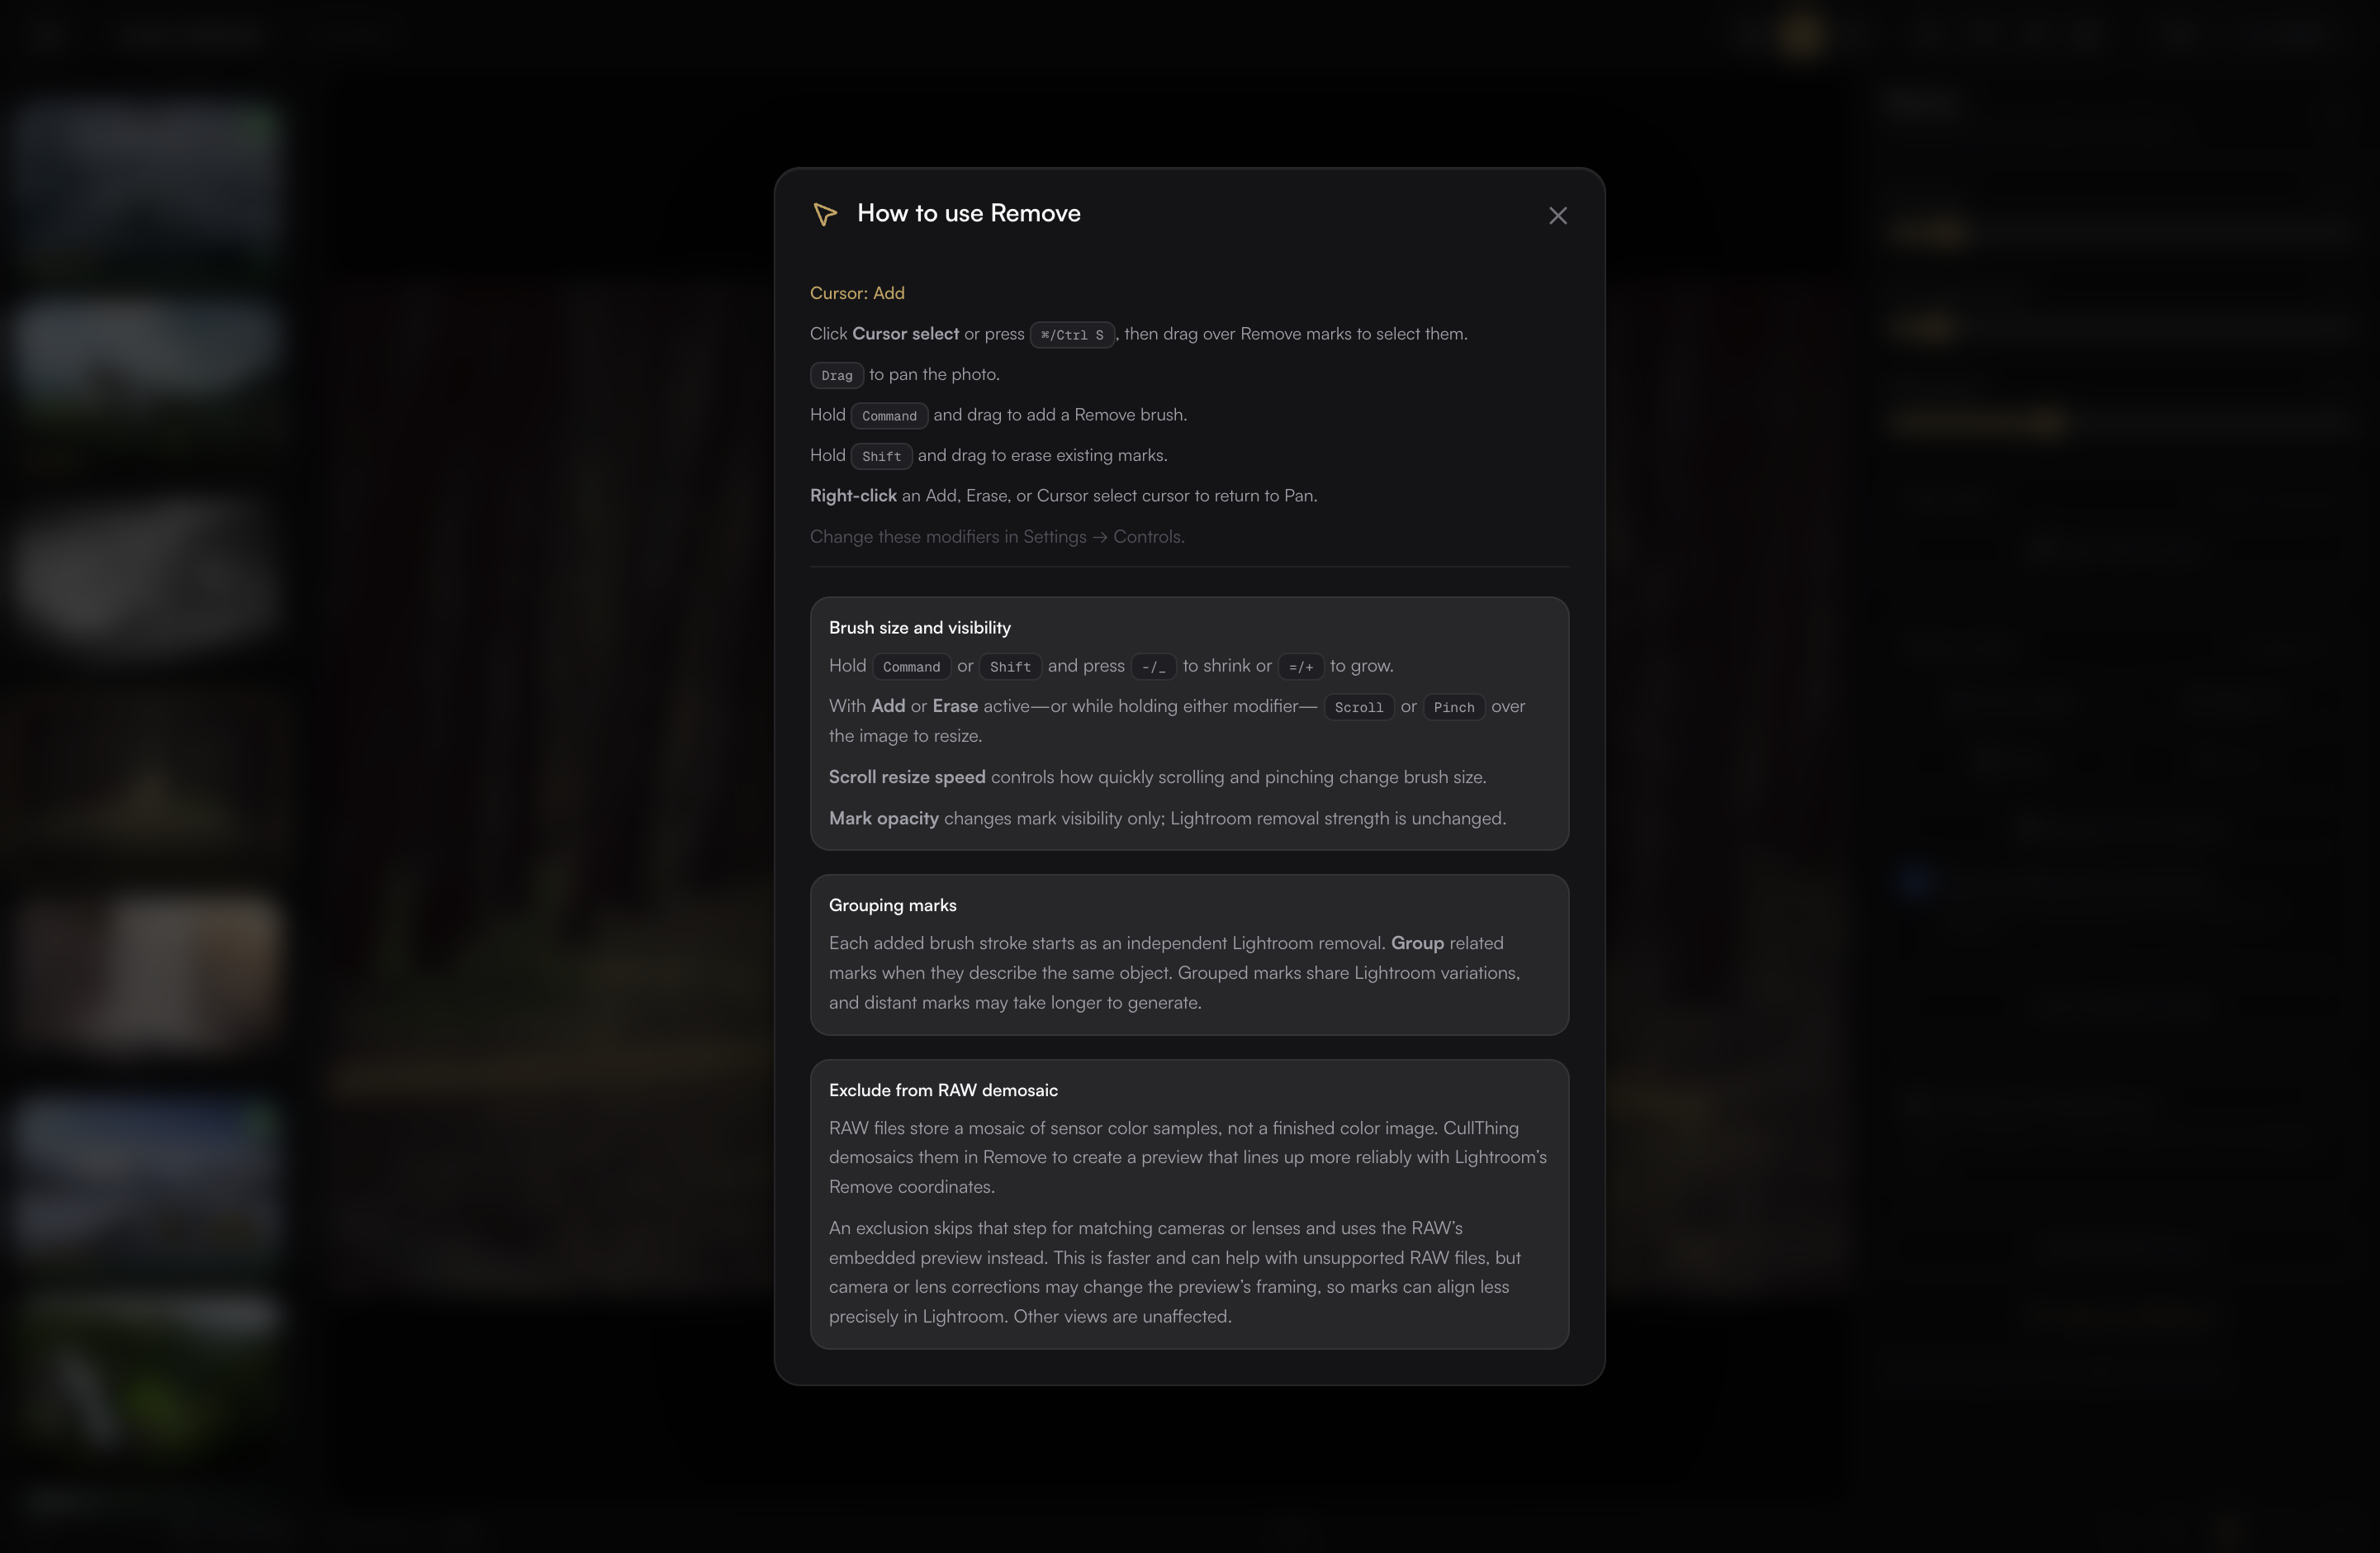 How to use Remove
Cursor: Add
Click Cursor select or press ⌘/Ctrl S, then drag over Remove marks to select them.
Drag to pan the photo.
Hold Command and drag to add a Remove brush.
Hold Shift and drag to erase existing marks.
Right-click an Add, Erase, or Cursor select cursor to return to Pan.
Change these modifiers in Settings → Controls.
Brush size and visibility
Hold Command or Shift and press -/_ to shrink or =/+ to grow.
With Add or Erase active—or while holding either modifier— Scroll or Pinch over
the image to resize.
Scroll resize speed controls how quickly scrolling and pinching change brush size.
Mark opacity changes mark visibility only; Lightroom removal strength is unchanged.
Grouping marks
Each added brush stroke starts as an independent Lightroom removal. Group related
marks when they describe the same object. Grouped marks share Lightroom variations,
and distant marks may take longer to generate.
Exclude from RAW demosaic
RAW files store a mosaic of sensor color samples, not a finished color image. CullThing
demosaics them in Remove to create a preview that lines up more reliably with Lightroom’s
Remove coordinates.
An exclusion skips that step for matching cameras or lenses and uses the RAW’s
embedded preview instead. This is faster and can help with unsupported RAW files, but
camera or lens corrections may change the preview’s framing, so marks can align less
precisely in Lightroom. Other views are unaffected.